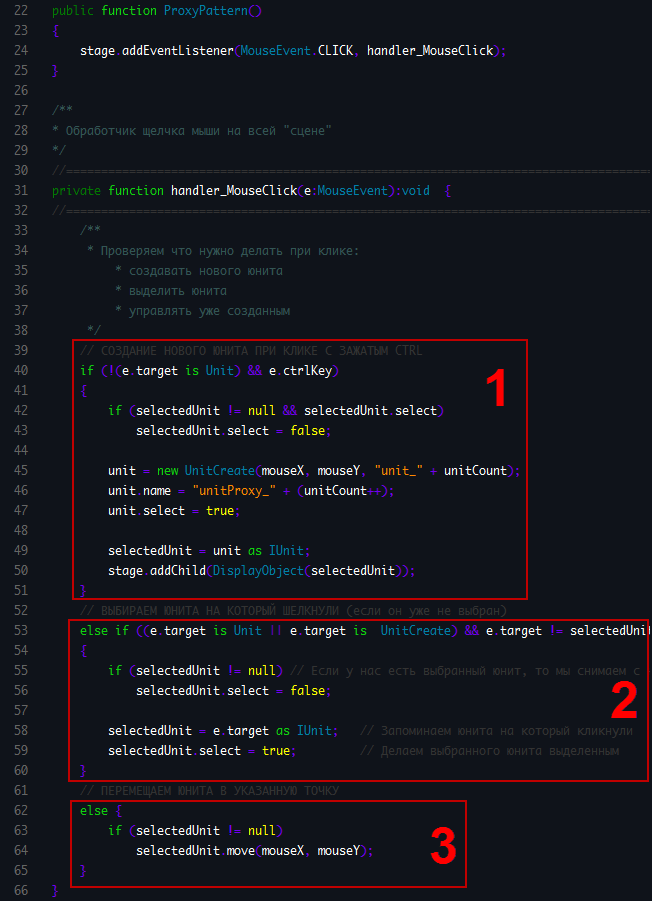 22 public function ProxyPattern()
23 {
24 stage.addEventListener(MouseEvent.CLICK, handler_MouseClick);
25 }
26
27 /**
28 * Обработчик щелчка мыши на всей "сцене"
29 */
30 //==================================================================================
31 private function handler_MouseClick(e:MouseEvent):void {
32 //==================================================================================
33 /**
34 * Проверяем что нужно делать при клике:
35 * создавать нового юнита
36 * выделить юнита
37 * управлять уже созданным
38 */
39 // СОЗДАНИЕ НОВОГО ЮНИТА ПРИ КЛИКЕ С ЗАЖАТЫМ CTRL
40 if (!(e.target is Unit) && e.ctrlKey)
41 {
42 if (selectedUnit != null && selectedUnit.select)
43 selectedUnit.select = false;
44
45 unit = new UnitCreate(mouseX, mouseY, "unit_" + unitCount);
46 unit.name = "unitProxy_" + (unitCount++);
47 unit.select = true;
48
49 selectedUnit = unit as IUnit;
50 stage.addChild(DisplayObject(selectedUnit));
51 }
1
52 // ВЫБИРАЕМ ЮНИТА НА КОТОРЫЙ ШЕЛКНУЛИ (если он уже не выбран)
53 else if ((e.target is Unit || e.target is UnitCreate) && e.target != selectedUnit
54 {
55 if (selectedUnit != null) // Если у нас есть выбранный юнит, то мы снимаем с
56 selectedUnit.select = false;
57
58 selectedUnit = e.target as IUnit; // Запоминаем юнита на который кликнули
59 selectedUnit.select = true; // Делаем выбранного юнита выделенным
60 }
2
61 // ПЕРЕМЕЩАЕМ ЮНИТА В УКАЗАННУЮ ТОЧКУ
62 else {
63 if (selectedUnit != null)
64 selectedUnit.move(mouseX, mouseY);
65 }
3
66 }